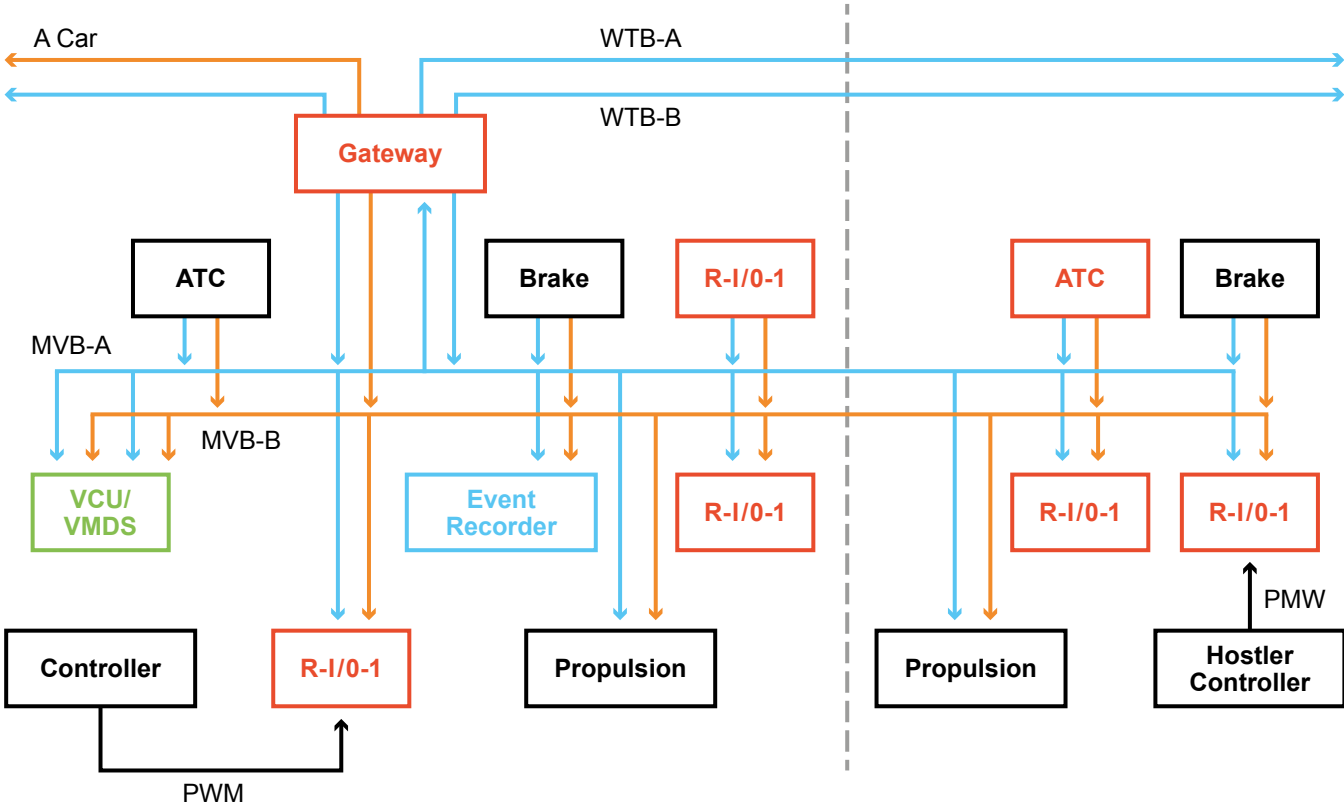 A Car
WTB-A
WTB-B
Gateway
ATC
Brake
R-I/0-1
ATC
Brake
MVB-A
MVB-B
VCU/
VMDS
Event
Recorder
R-I/0-1
R-I/0-1
R-I/0-1
PMW
Controller
R-I/0-1
Propulsion
Propulsion
Hostler
Controller
PWM